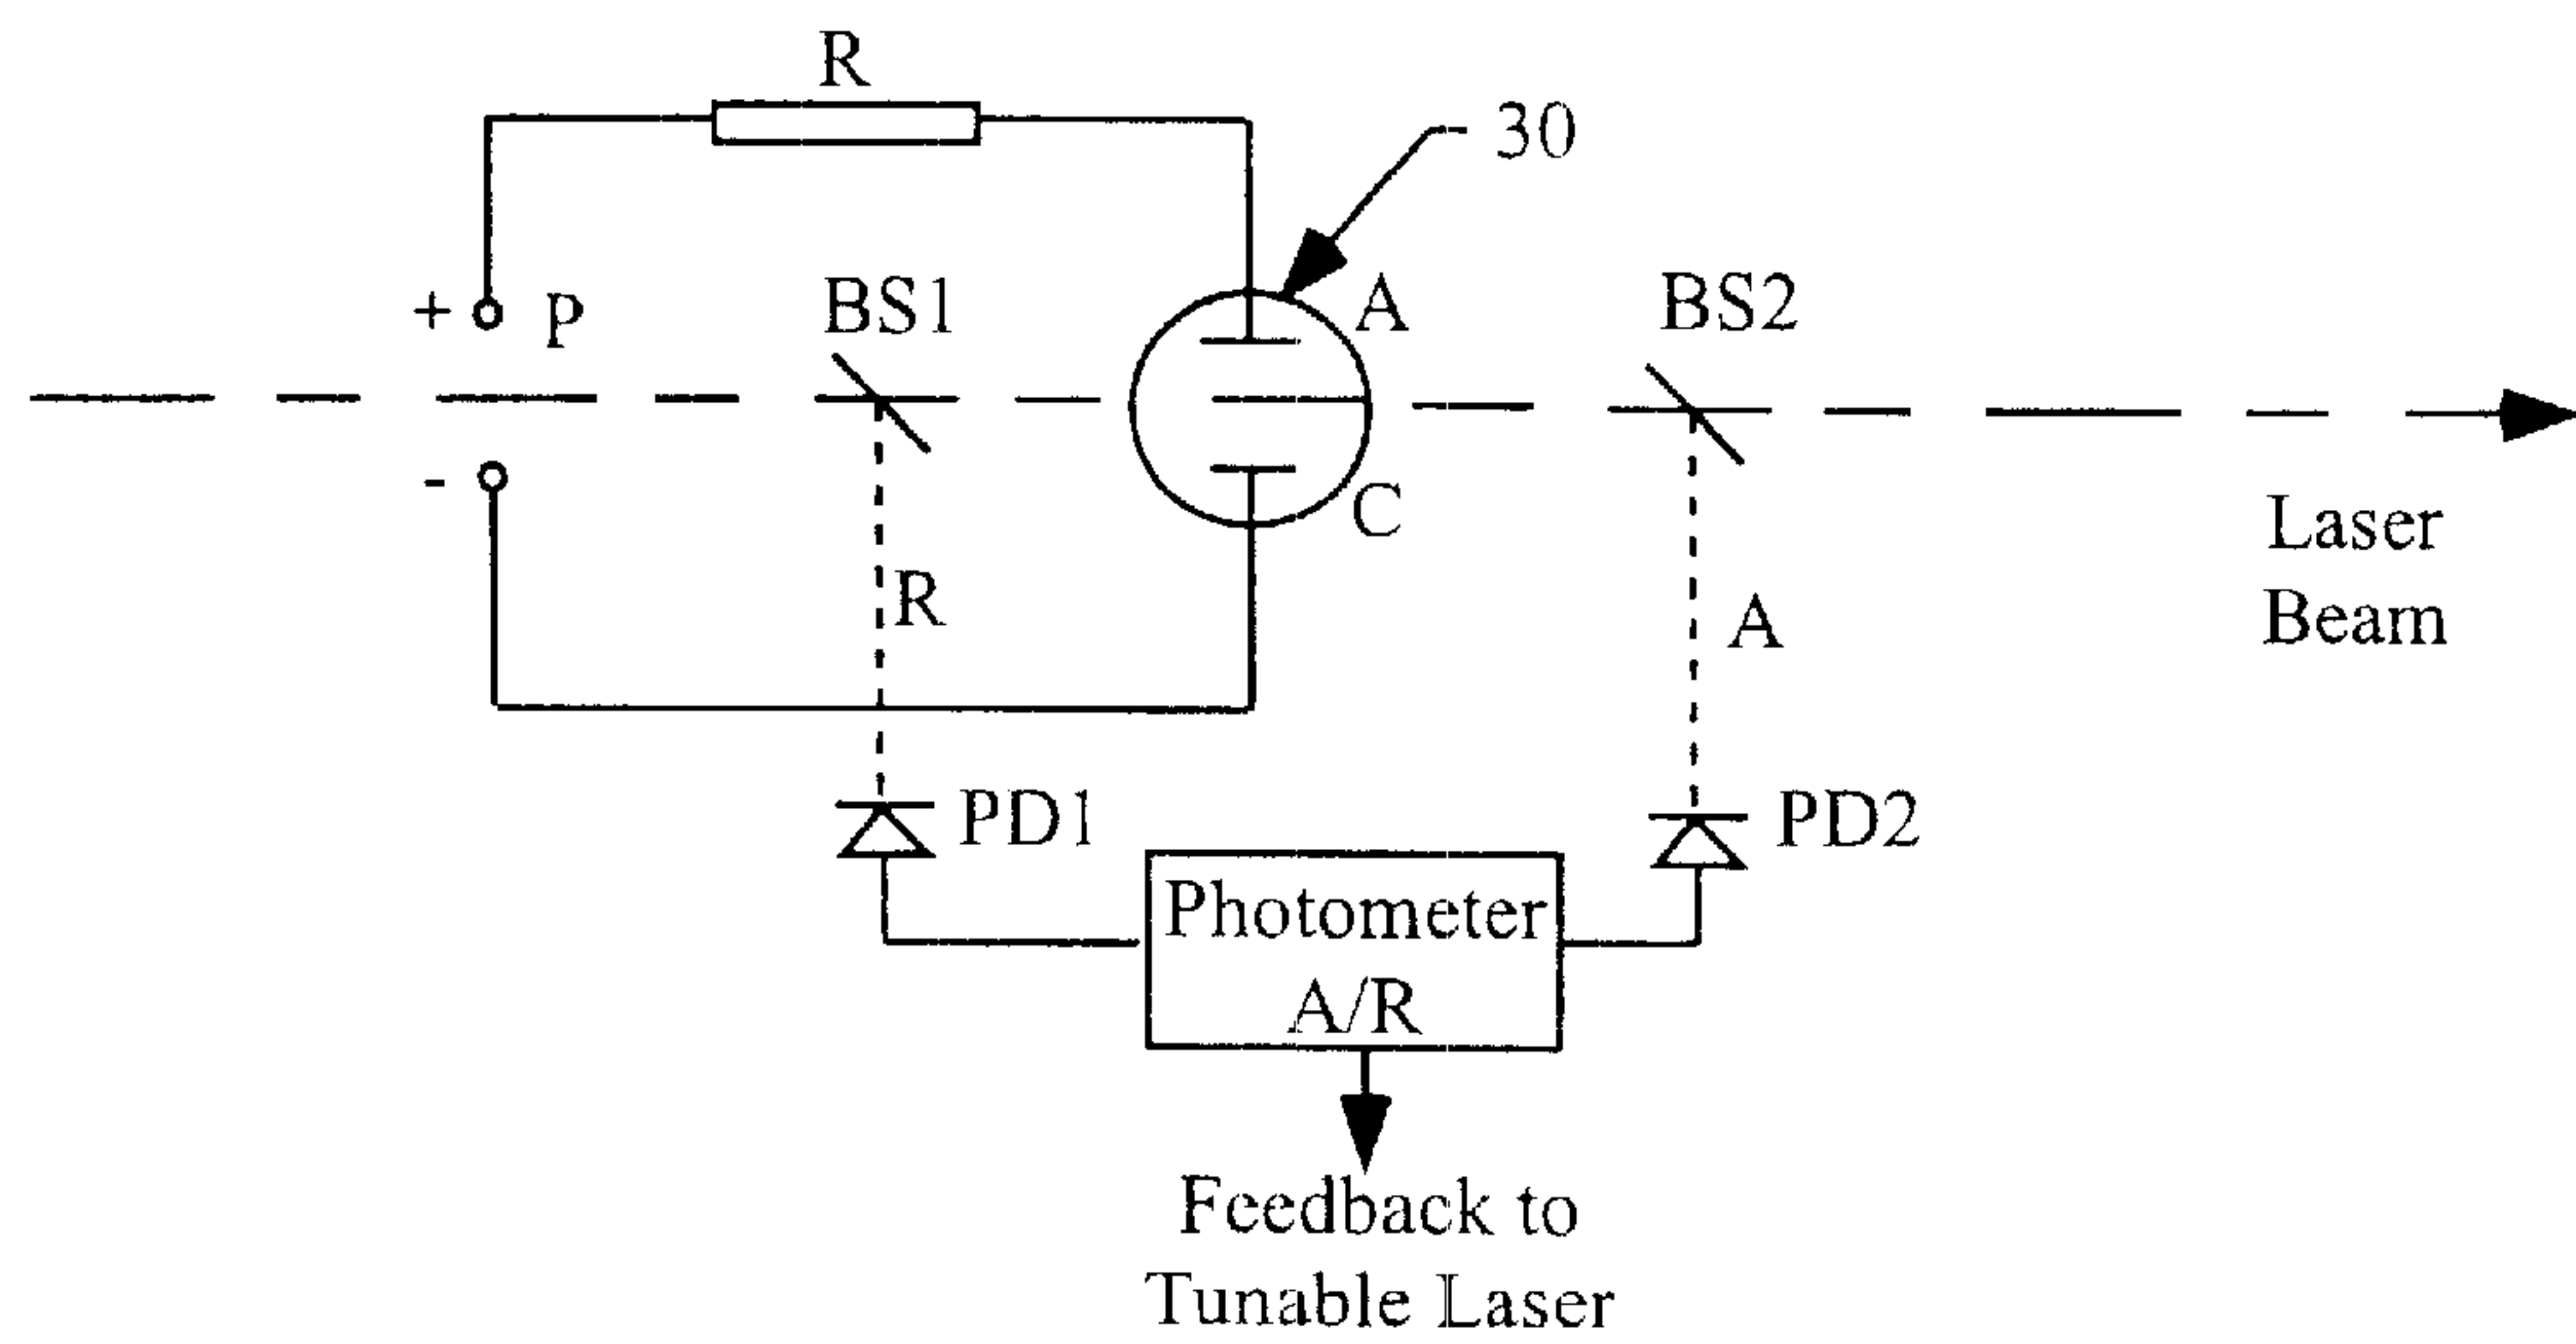 R
30
+ P
BS1
A
BS2
-
C
Laser
Beam
R
A
PD1
PD2
Photometer
A/R
Feedback to
Tunable Laser